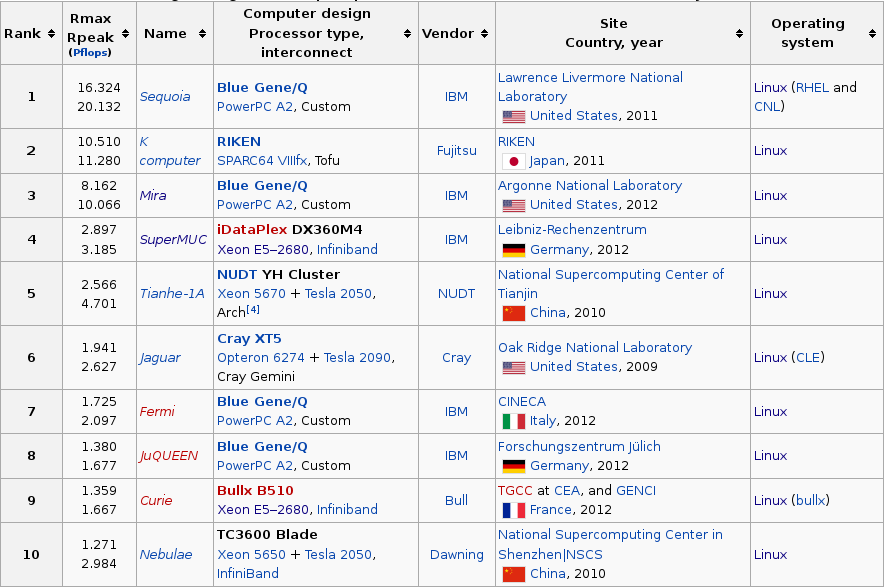 Rank Rmax Rpeak (Pflops) Name Computer design Processor type, interconnect Vendor Site Country, year Operating system
1
16.324
20.132
Sequoia
Blue Gene/Q
PowerPC A2, Custom
IBM
Lawrence Livermore National
Laboratory
United States, 2011
Linux (RHEL and
CNL)
2
10.510
11.280
K
computer
RIKEN
SPARC64 VIIIfx, Tofu
Fujitsu
RIKEN
Japan, 2011
Linux
3
8.162
10.066
Mira
Blue Gene/Q
PowerPC A2, Custom
IBM
Argonne National Laboratory
United States, 2012
Linux
4
2.897
3.185
SuperMUC
iDataPlex DX360M4
Xeon E5–2680, Infiniband
IBM
Leibniz-Rechenzentrum
Germany, 2012
Linux
5
2.566
4.701
Tianhe-1A
NUDT YH Cluster
Xeon 5670 + Tesla 2050,
Arch[4]
NUDT
National Supercomputing Center of
Tianjin
China, 2010
Linux
6
1.941
2.627
Jaguar
Cray XT5
Opteron 6274 + Tesla 2090,
Cray Gemini
Cray
Oak Ridge National Laboratory
United States, 2009
Linux (CLE)
7
1.725
2.097
Fermi
Blue Gene/Q
PowerPC A2, Custom
IBM
CINECA
Italy, 2012
Linux
8
1.380
1.677
JuQUEEN
Blue Gene/Q
PowerPC A2, Custom
IBM
Forschungszentrum Jülich
Germany, 2012
Linux
9
1.359
1.667
Curie
Bullx B510
Xeon E5–2680, Infiniband
Bull
TGCC at CEA, and GENCI
France, 2012
Linux (bullx)
10
1.271
2.984
Nebulae
TC3600 Blade
Xeon 5650 + Tesla 2050,
InfiniBand
Dawning
National Supercomputing Center in
Shenzhen|NSCS
China, 2010
Linux